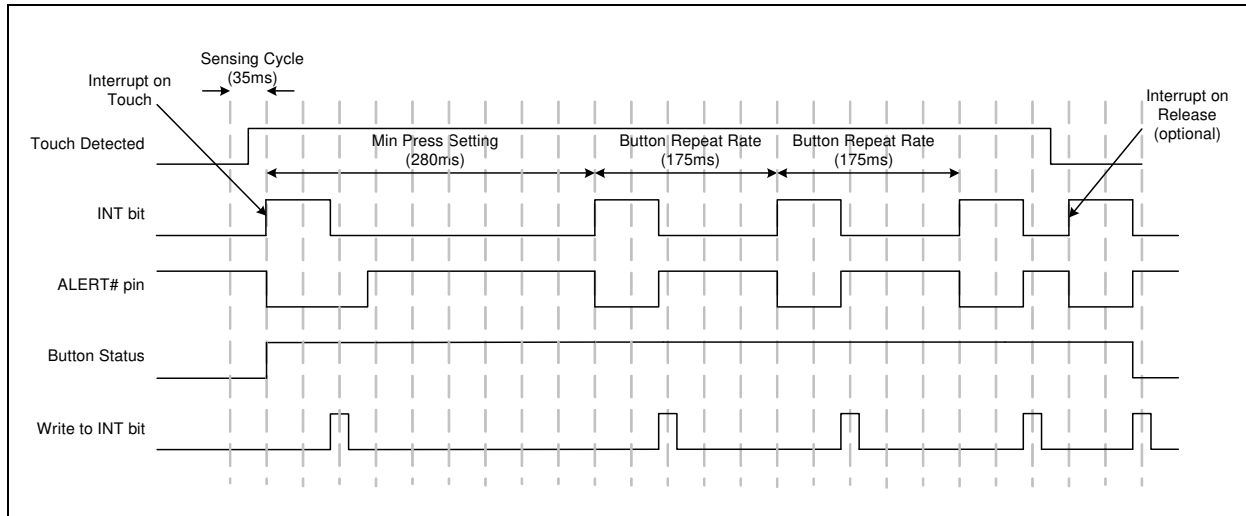 Sensing Cycle
(35ms)
Interrupt on
Touch
Interrupt on
Release
(optional)
Touch Detected
Min Press Setting
(280ms)
Button Repeat Rate
(175ms)
Button Repeat Rate
(175ms)
INT bit
ALERT# pin
Button Status
Write to INT bit